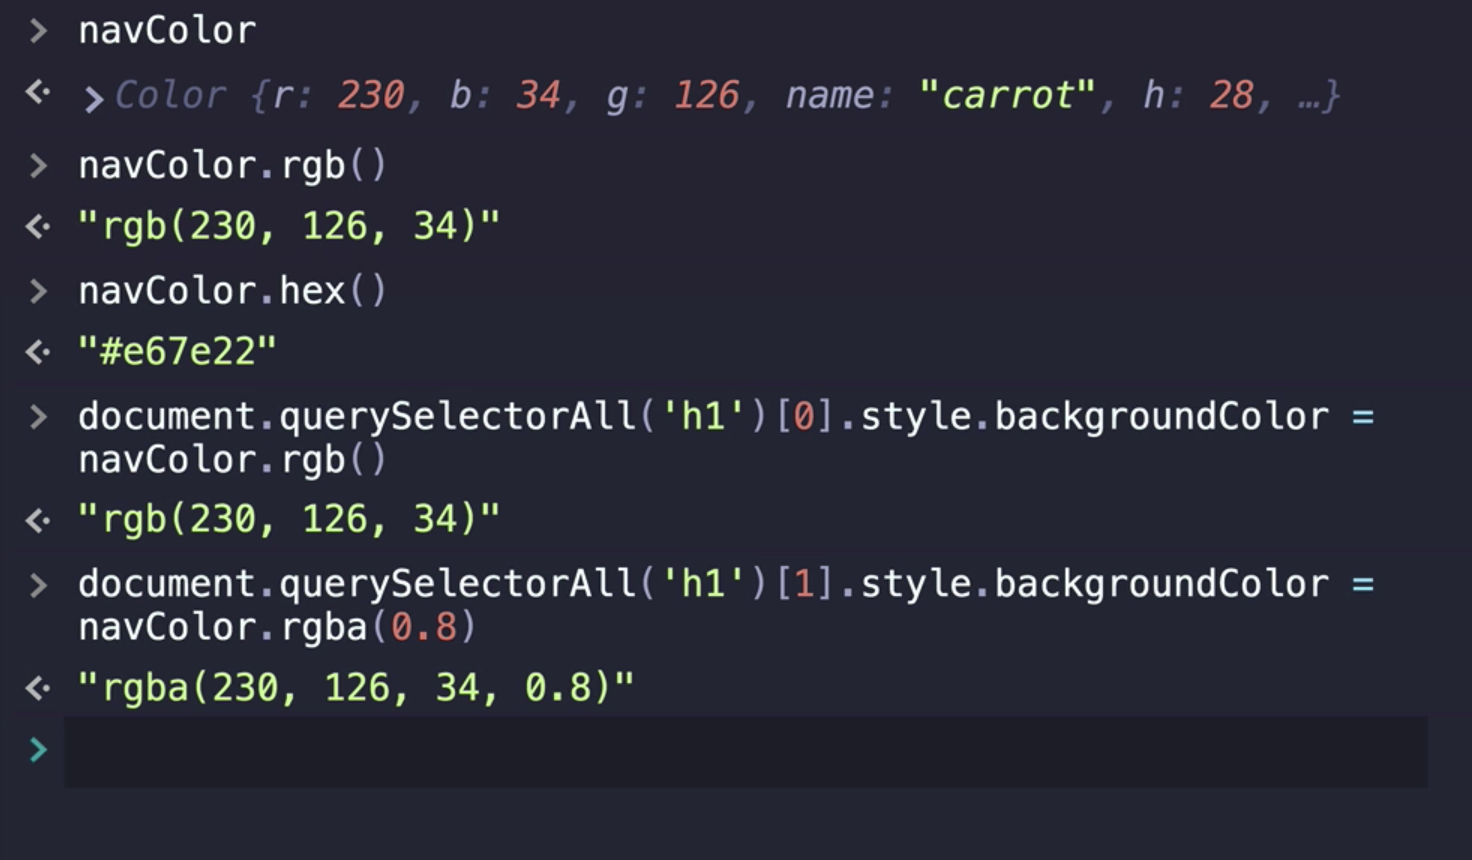 > navColor
<· > Color {r: 230, b: 34, g: 126, name: "carrot", h: 28, …}
> navColor.rgb()
<· "rgb(230, 126, 34)"
> navColor.hex()
<· "#e67e22"
> document.querySelectorAll('h1')[0].style.backgroundColor =
navColor.rgb()
<· "rgb(230, 126, 34)"
> document.querySelectorAll('h1')[1].style.backgroundColor =
navColor.rgba(0.8)
<· "rgba(230, 126, 34, 0.8)"
>